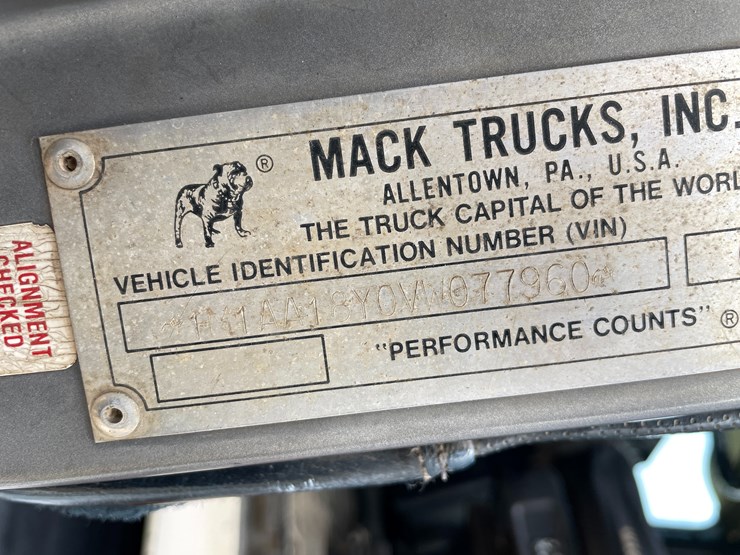 ® MACK TRUCKS, INC.
ALLENTOWN, PA., U.S.A.
THE TRUCK CAPITAL OF THE WORL
VEHICLE IDENTIFICATION NUMBER (VIN)
"PERFORMANCE COUNTS" ®
ALIGNMENT
CHECKED